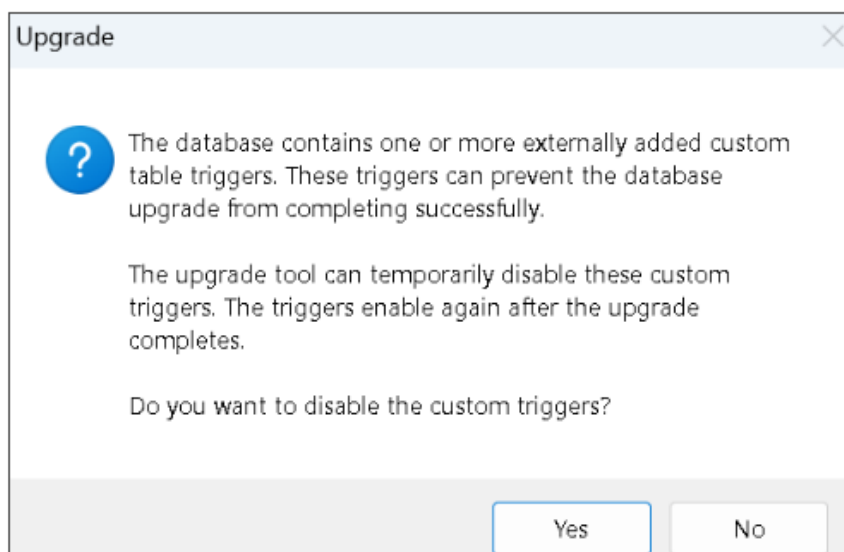 Upgrade
?
The database contains one or more externally added custom
table triggers. These triggers can prevent the database
upgrade from completing successfully.
The upgrade tool can temporarily disable these custom
triggers. The triggers enable again after the upgrade
completes.
Do you want to disable the custom triggers?
Yes
No